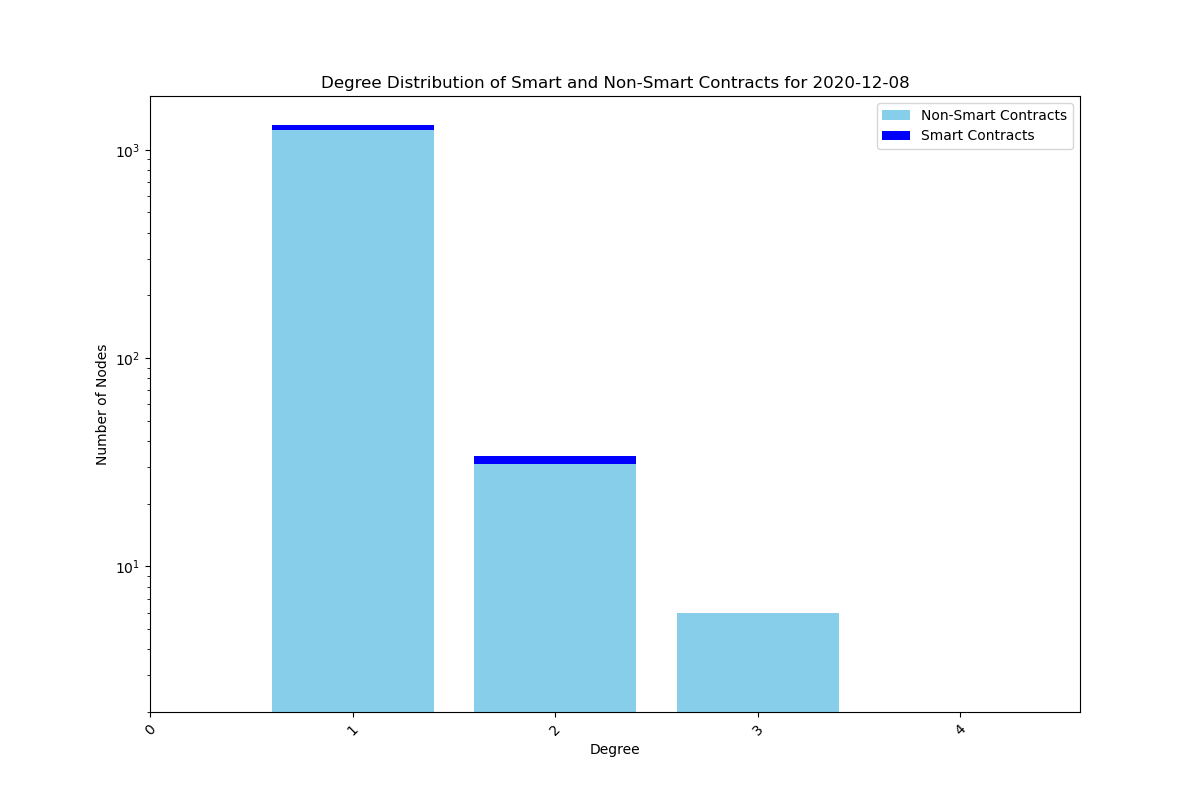 Degree Distribution of Smart and Non-Smart Contracts for 2020-12-08
Non-Smart Contracts
Smart Contracts
Number of Nodes
10³
10²
10¹
0 1 2 3 4
Degree